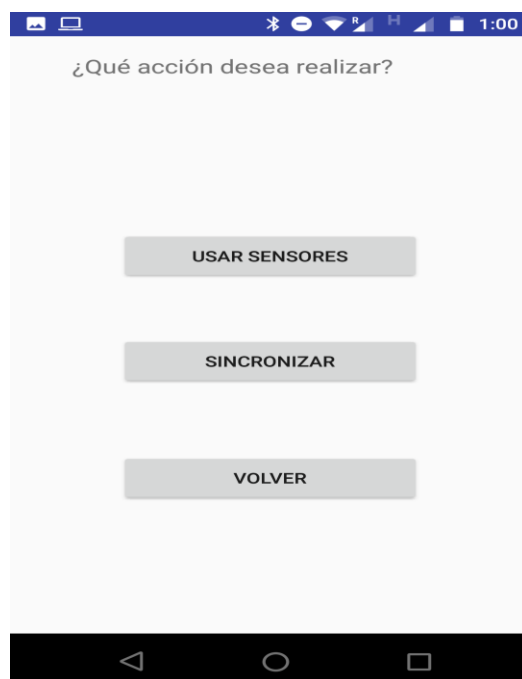 R H 1:00
¿Qué acción desea realizar?
USAR SENSORES
SINCRONIZAR
VOLVER